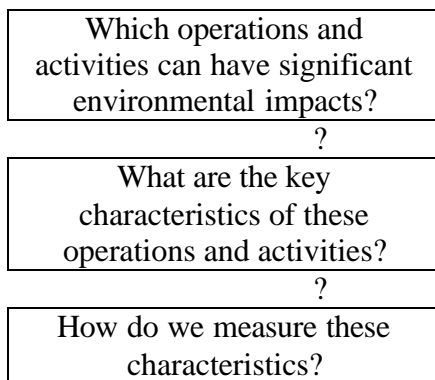 Which operations and
activities can have significant
environmental impacts?
?
What are the key
characteristics of these
operations and activities?
?
How do we measure these
characteristics?